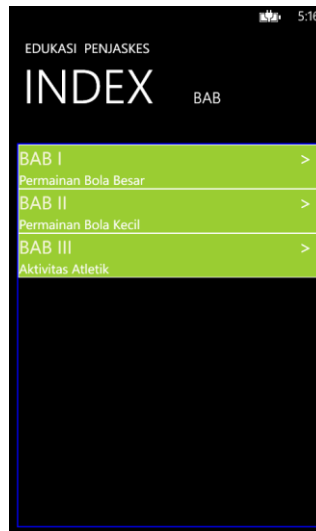 5:16
EDUKASI PENJASKES
INDEX BAB
BAB I >
Permainan Bola Besar
BAB II >
Permainan Bola Kecil
BAB III >
Aktivitas Atletik